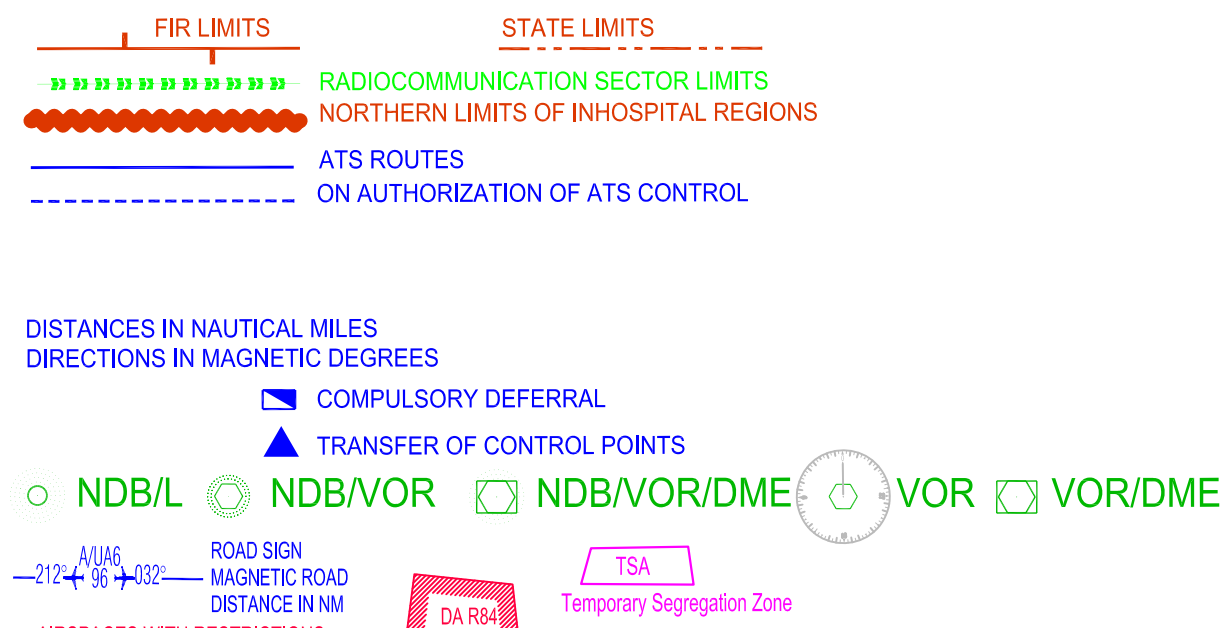 FIR LIMITS
STATE LIMITS
RADIOCOMMUNICATION SECTOR LIMITS
NORTHERN LIMITS OF INHOSPITAL REGIONS
ATS ROUTES
ON AUTHORIZATION OF ATS CONTROL
DISTANCES IN NAUTICAL MILES
DIRECTIONS IN MAGNETIC DEGREES
COMPULSORY DEFERRAL
TRANSFER OF CONTROL POINTS
NDB/L
NDB/VOR
NDB/VOR/DME
VOR
VOR/DME
A/UA6
212° 96 032°
ROAD SIGN
MAGNETIC ROAD
DISTANCE IN NM
DA R84
TSA
Temporary Segregation Zone
AIRSPACES WITH RESTRICTIONS